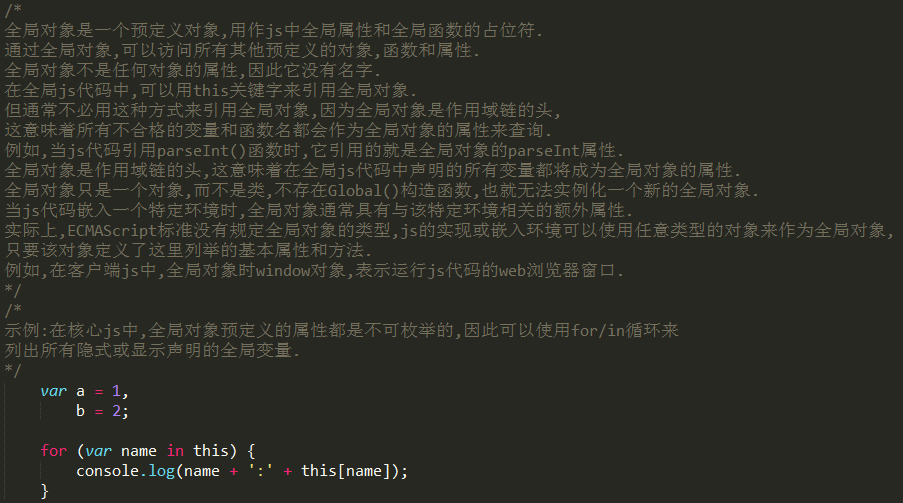 /*
全局对象是一个预定义对象,用作js中全局属性和全局函数的占位符.
通过全局对象,可以访问所有其他预定义的对象,函数和属性.
全局对象不是任何对象的属性,因此它没有名字.
在全局js代码中,可以用this关键字来引用全局对象.
但通常不必用这种方式来引用全局对象,因为全局对象是作用域链的头,
这意味着所有不合格的变量和函数名都会作为全局对象的属性来查询.
例如,当js代码引用parseInt()函数时,它引用的就是全局对象的parseInt属性.
全局对象是作用域链的头,这意味着在全局js代码中声明的所有变量都将成为全局对象的属性.
全局对象只是一个对象,而不是类,不存在Global()构造函数,也就无法实例化一个新的全局对象.
当js代码嵌入一个特定环境时,全局对象通常具有与该特定环境相关的额外属性.
实际上,ECMAScript标准没有规定全局对象的类型,js的实现或嵌入环境可以使用任意类型的对象来作为全局对象,
只要该对象定义了这里列举的基本属性和方法.
例如,在客户端js中,全局对象时window对象,表示运行js代码的web浏览器窗口.
*/
/*
示例:在核心js中,全局对象预定义的属性都是不可枚举的,因此可以使用for/in循环来
列出所有隐式或显示声明的全局变量.
*/
var a = 1,
b = 2;
for (var name in this) {
console.log(name + ':' + this[name]);
}